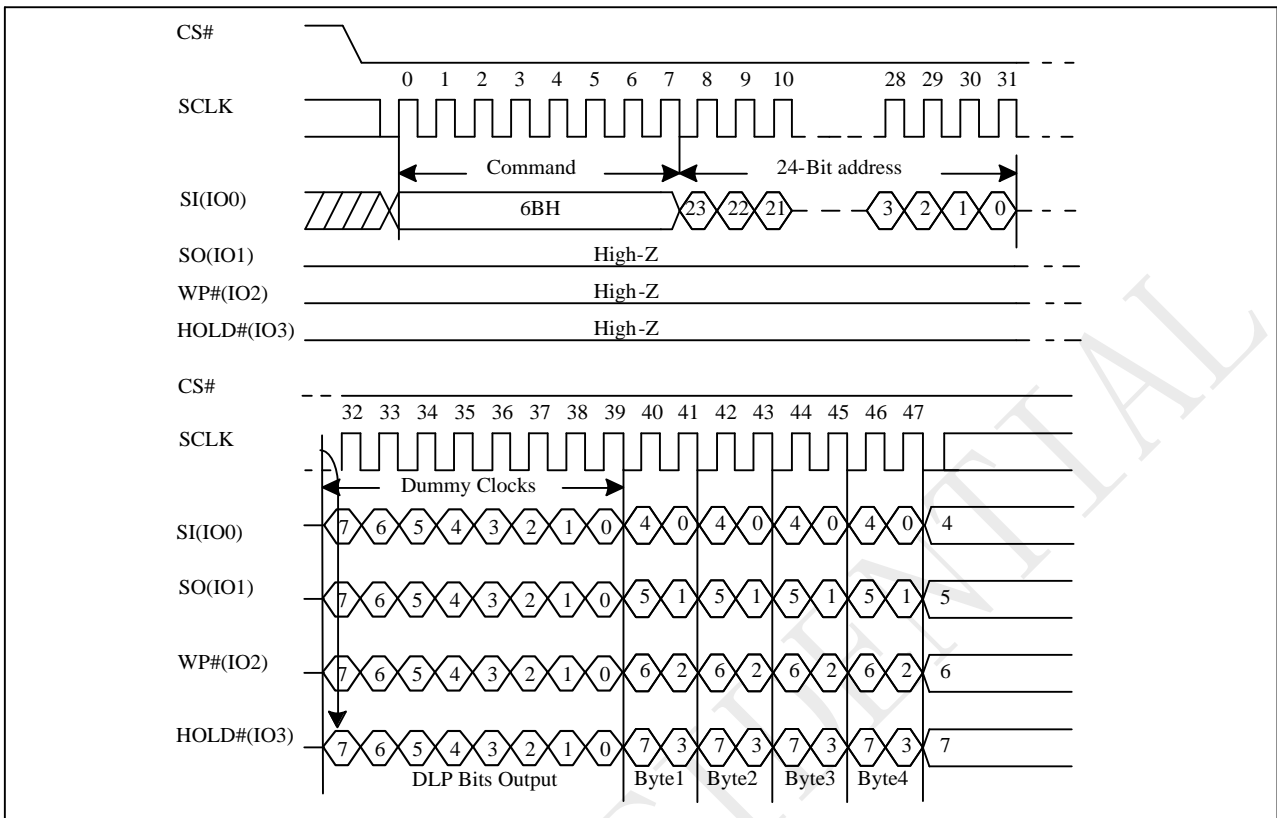 CS#
0 1 2 3 4 5 6 7 8 9 10 28 29 30 31
SCLK
Command 24-Bit address
SI(IO0) 6BH 23 22 21 3 2 1 0
SO(IO1) High-Z
WP#(IO2) High-Z
HOLD#(IO3) High-Z
CS#
32 33 34 35 36 37 38 39 40 41 42 43 44 45 46 47
SCLK
Dummy Clocks
SI(IO0) 7 6 5 4 3 2 1 0 4 0 4 0 4 0 4 0 4
SO(IO1) 7 6 5 4 3 2 1 0 5 1 5 1 5 1 5 1 5
WP#(IO2) 7 6 5 4 3 2 1 0 6 2 6 2 6 2 6 2 6
HOLD#(IO3) 7 6 5 4 3 2 1 0 7 3 7 3 7 3 7 3 7
DLP Bits Output Byte1 Byte2 Byte3 Byte4